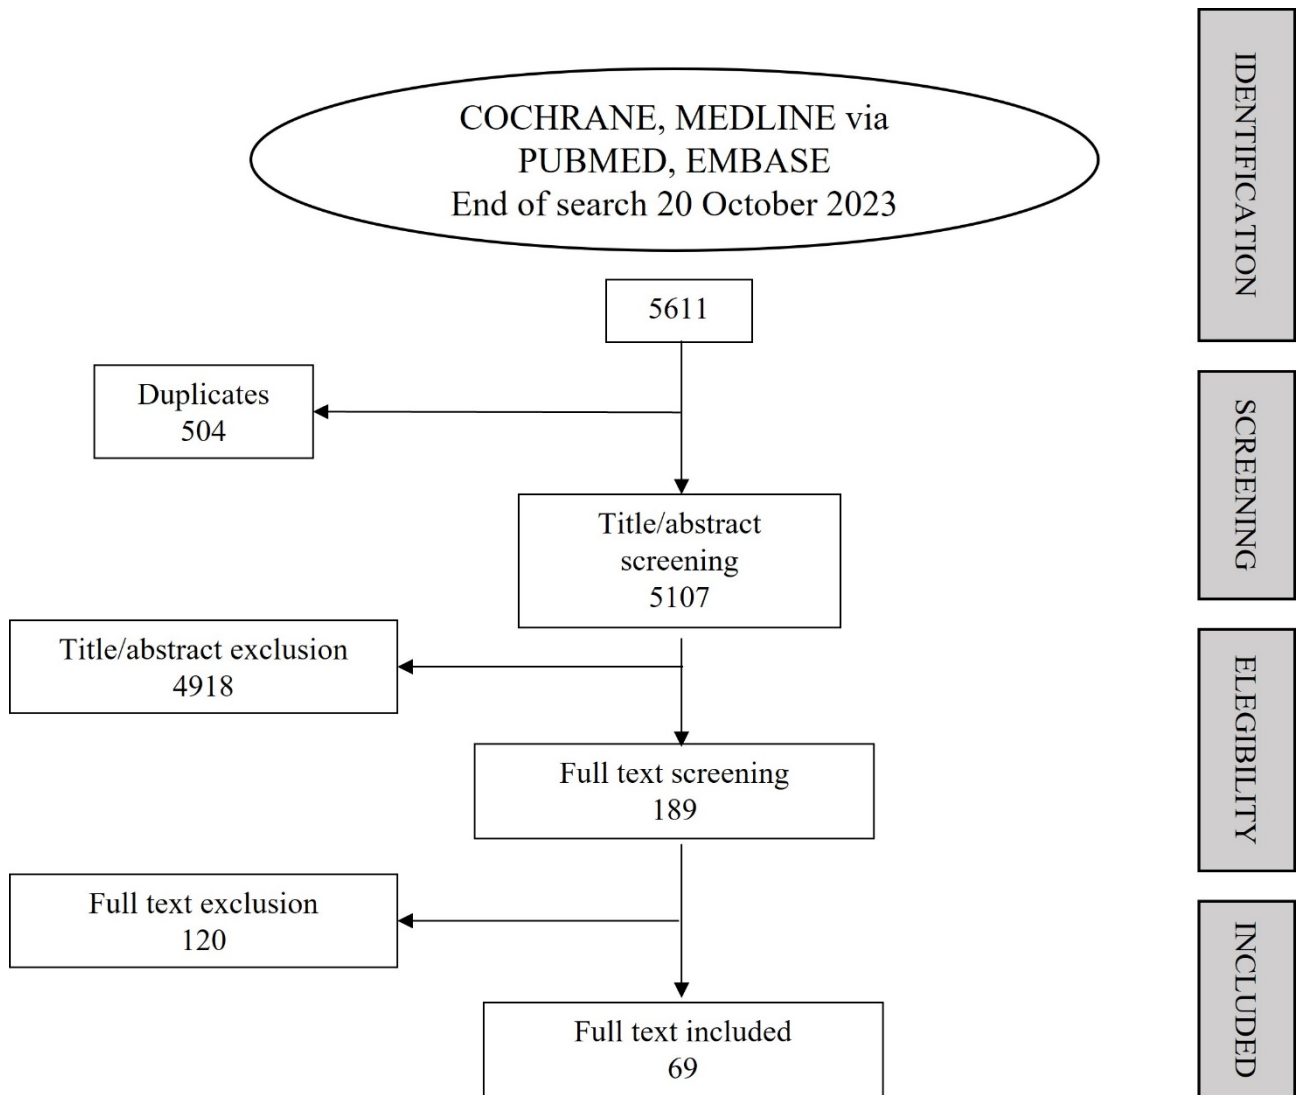 COCHRANE, MEDLINE via
PUBMED, EMBASE
End of search 20 October 2023
5611
IDENTIFICATION
Duplicates
504
Title/abstract
screening
5107
SCREENING
Title/abstract exclusion
4918
Full text screening
189
ELEGIBILITY
Full text exclusion
120
Full text included
69
INCLUDED